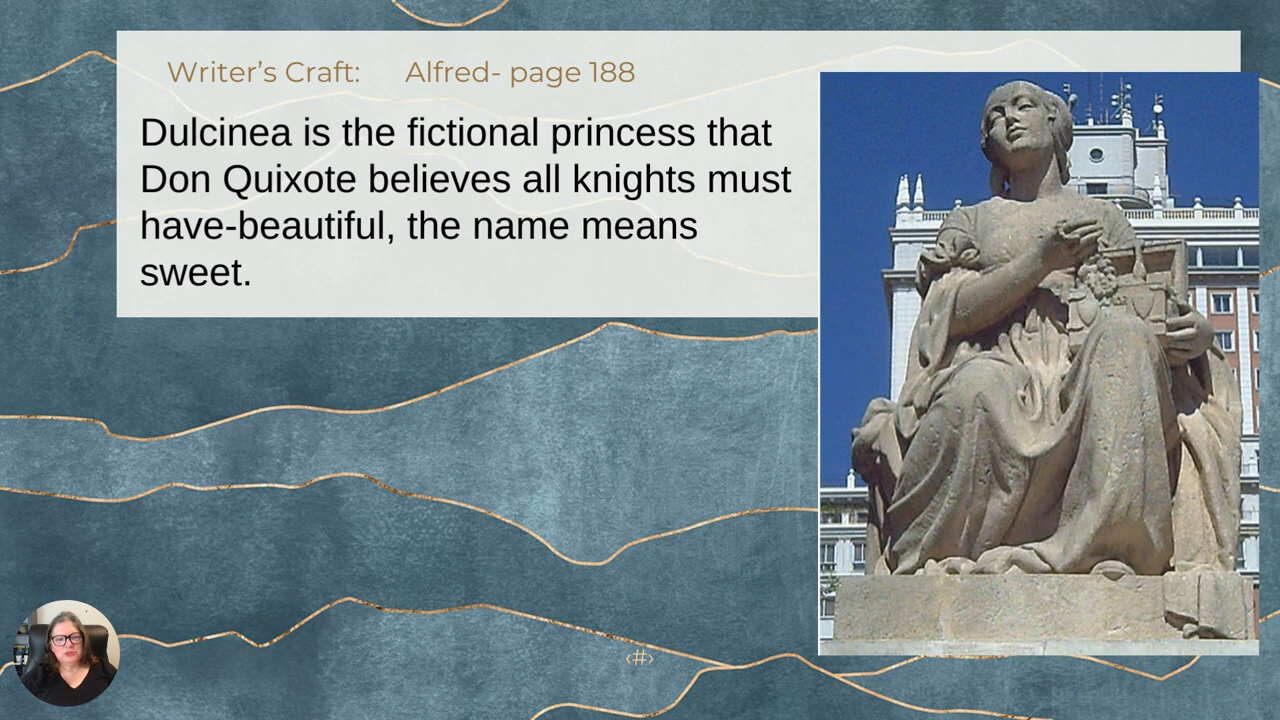 Writer’s Craft: Alfred- page 188
Dulcinea is the fictional princess that
Don Quixote believes all knights must
have-beautiful, the name means
sweet.
‹#›